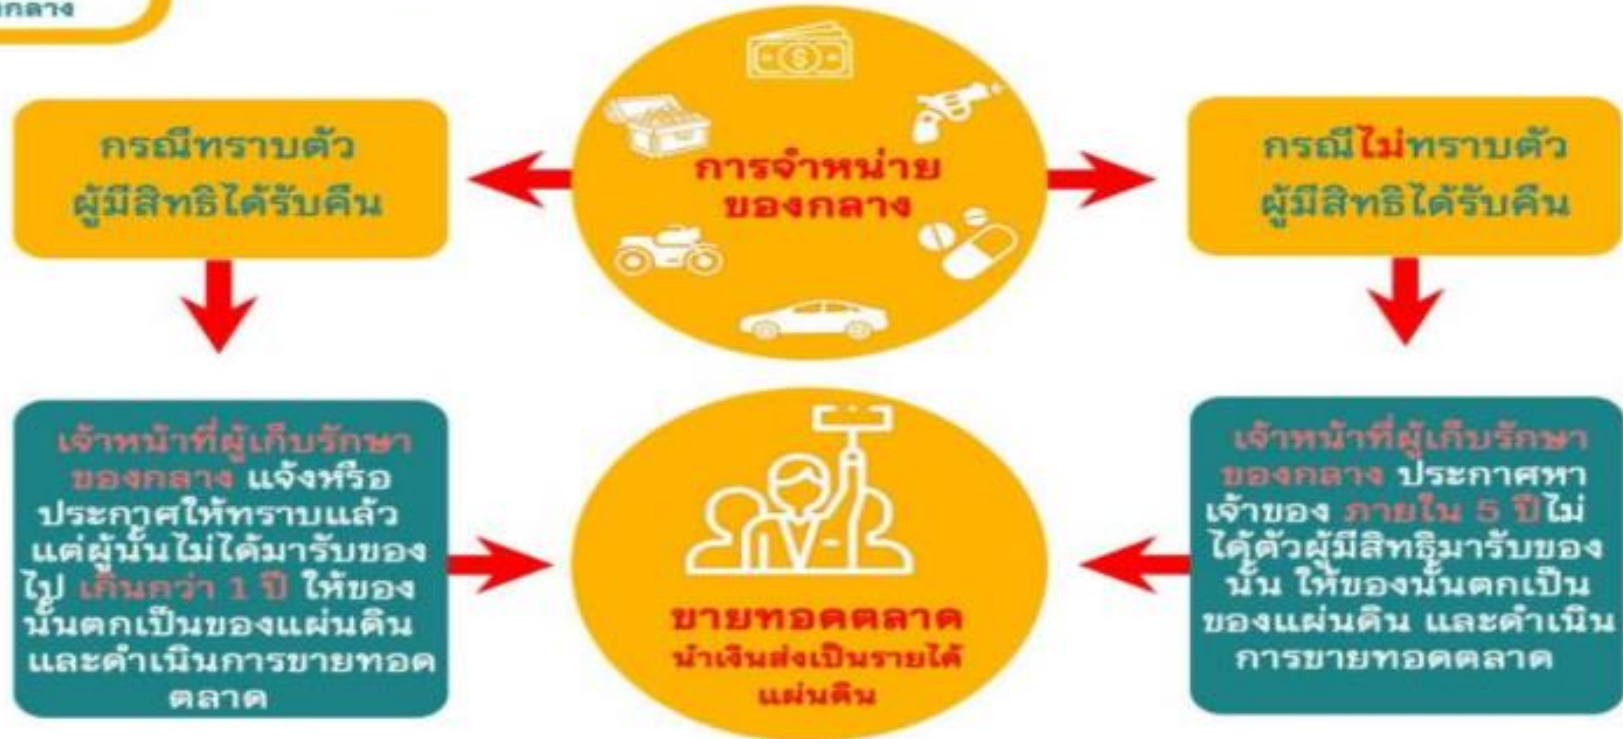 การจำหน่าย
ของกลาง
กรณีทราบตัว
ผู้มีสิทธิได้รับคืน
เจ้าหน้าที่ผู้เก็บรักษา
ของกลาง แจ้งหรือ
ประกาศให้ทราบแล้ว
แต่ผู้นั้นไม่ได้มารับของ
ไป เกินกว่า 1 ปี ให้ของ
นั้นตกเป็นของแผ่นดิน
และดำเนินการขายทอด
ตลาด
กรณีไม่ทราบตัว
ผู้มีสิทธิได้รับคืน
เจ้าหน้าที่ผู้เก็บรักษา
ของกลาง ประกาศหา
เจ้าของ ภายใน 5 ปีไม่
ได้ตัวผู้มีสิทธิมารับของ
นั้น ให้ของนั้นตกเป็น
ของแผ่นดิน และดำเนิน
การขายทอดตลาด
ขายทอดตลาด
นำเงินส่งเป็นรายได้
แผ่นดิน